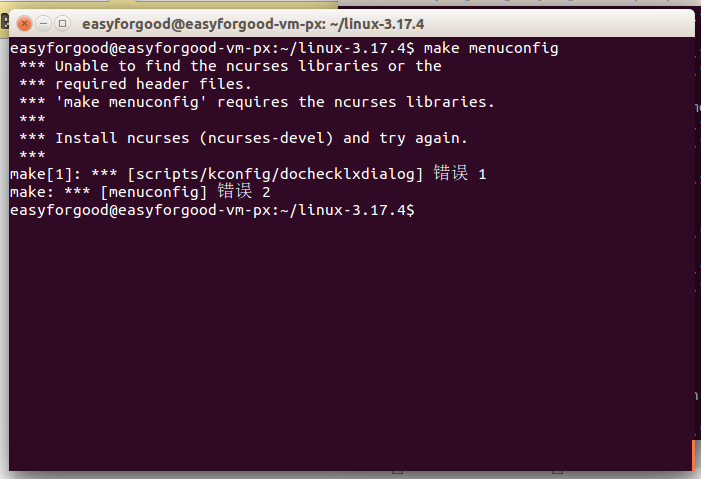 easyforgood@easyforgood-vm-px: ~/linux-3.17.4
easyforgood@easyforgood-vm-px:~/linux-3.17.4$ make menuconfig
 *** Unable to find the ncurses libraries or the
 *** required header files.
 *** 'make menuconfig' requires the ncurses libraries.
 ***
 *** Install ncurses (ncurses-devel) and try again.
 ***
make[1]: *** [scripts/kconfig/dochecklxdialog] 错误 1
make: *** [menuconfig] 错误 2
easyforgood@easyforgood-vm-px:~/linux-3.17.4$